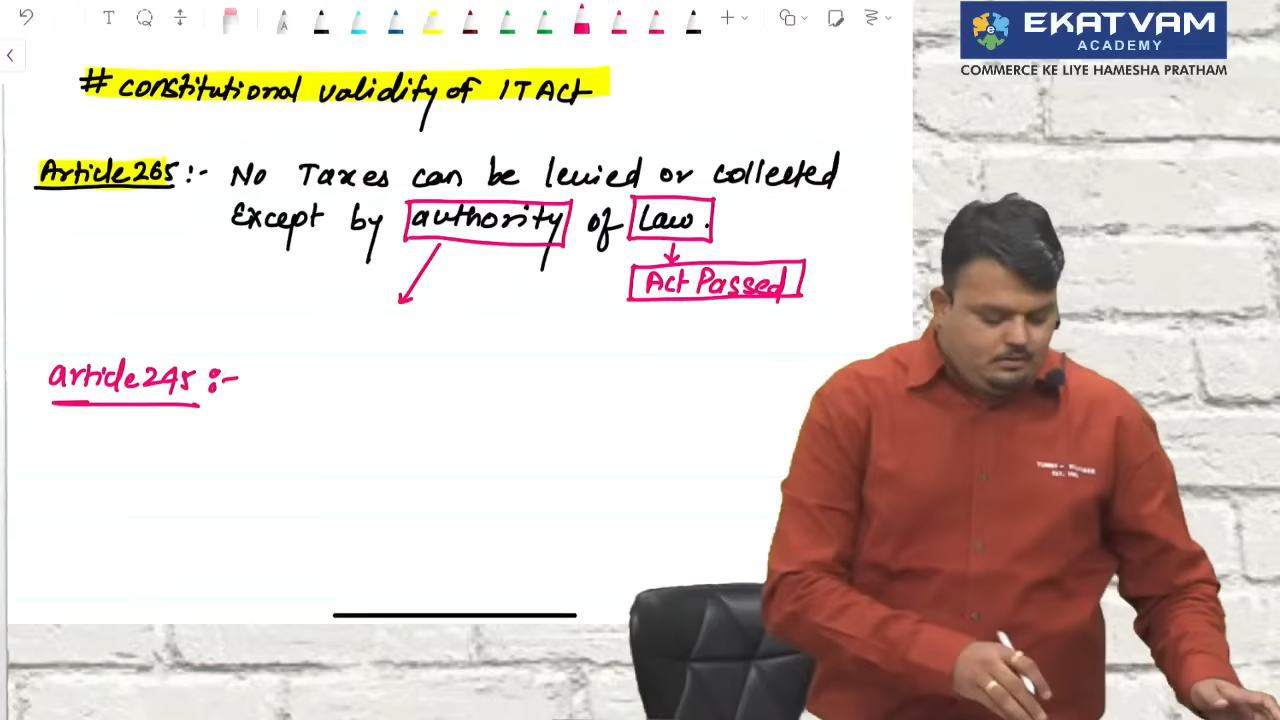 EKATVAM
ACADEMY
COMMERCE KE LIYE HAMESHA PRATHAM
# constitutional validity of IT Act
Article 265 :- No Taxes can be levied or collected
Except by authority of Law.
Act Passed
article 245 :-